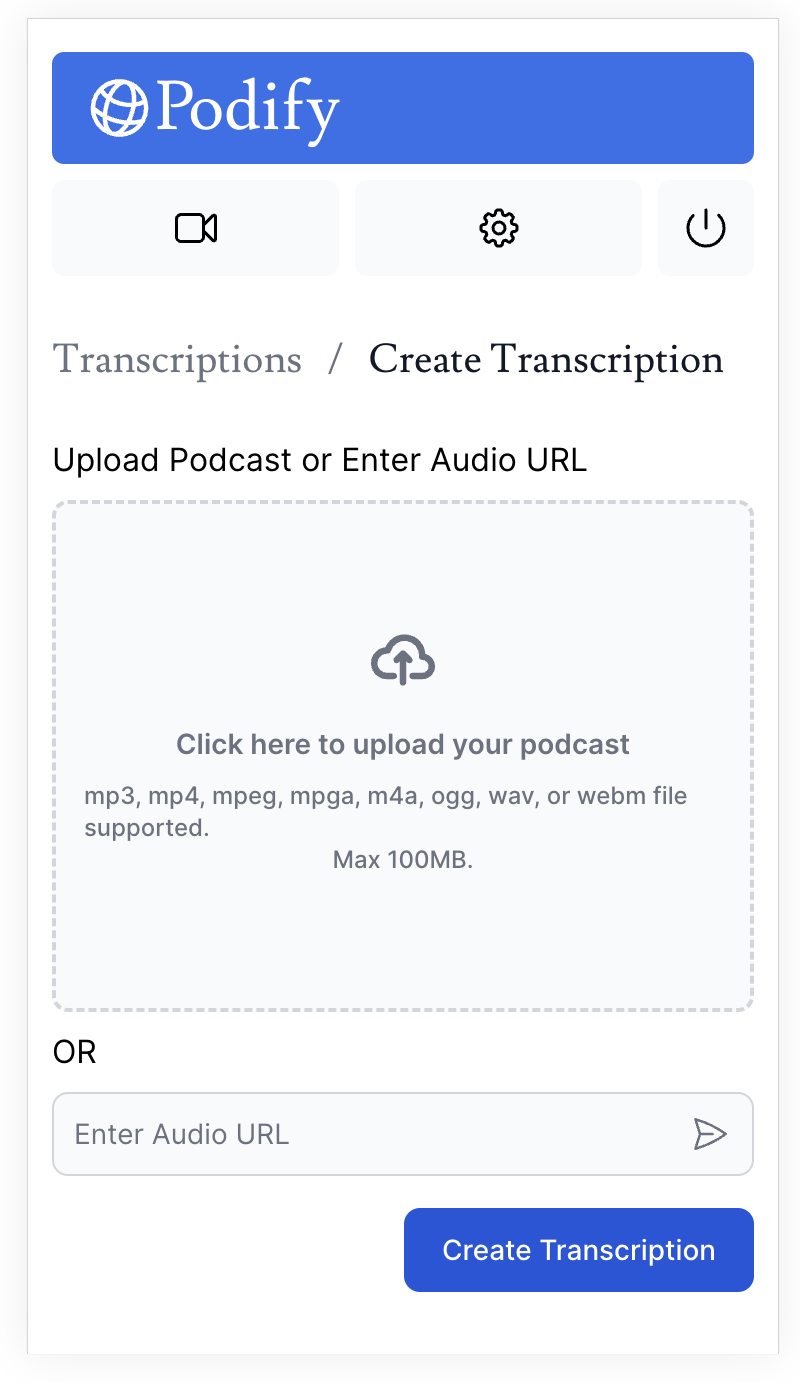 Podify
Transcriptions / Create Transcription
Upload Podcast or Enter Audio URL
Click here to upload your podcast
mp3, mp4, mpeg, mpga, m4a, ogg, wav, or webm file
supported.
Max 100MB.
OR
Enter Audio URL
Create Transcription